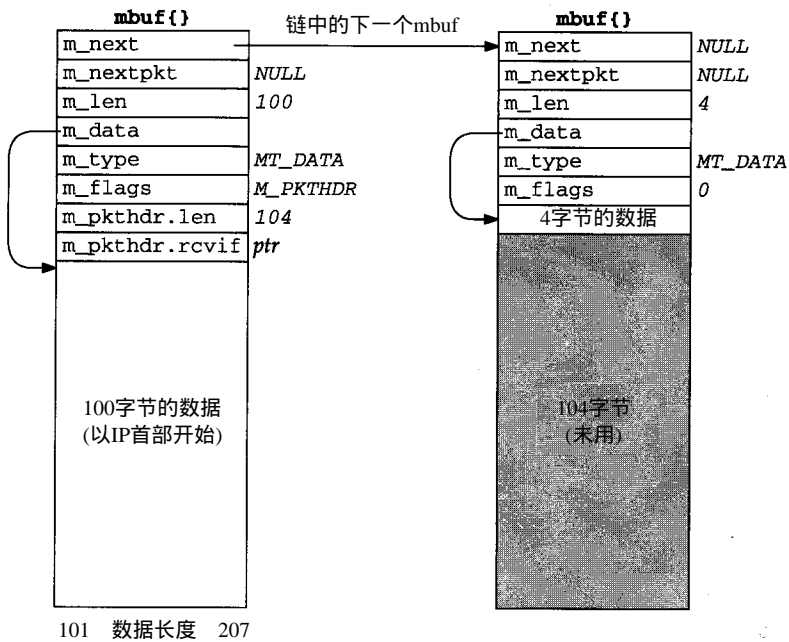 mbuf{}
m_next
m_nextpkt NULL
m_len 100
m_data
m_type MT_DATA
m_flags M_PKTHDR
m_pkthdr.len 104
m_pkthdr.rcvif ptr
100字节的数据
(以IP首部开始)
101 数据长度 207
链中的下一个mbuf
mbuf{}
m_next NULL
m_nextpkt NULL
m_len 4
m_data
m_type MT_DATA
m_flags 0
4字节的数据
104字节
(未用)